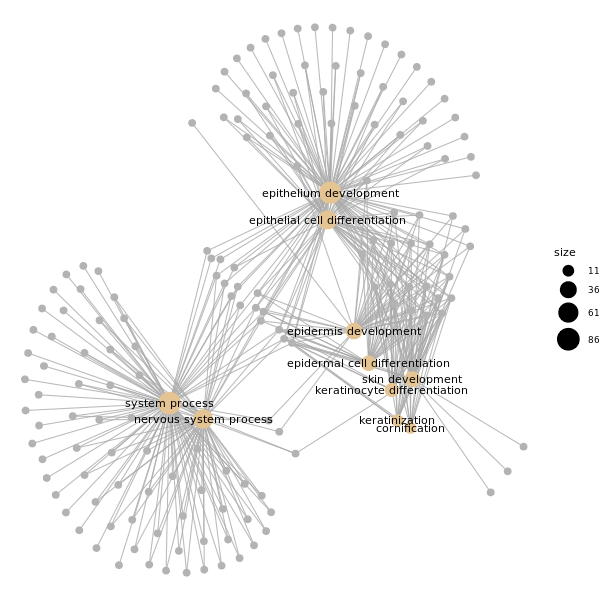 epithelium development
epithelial cell differentiation
size
11
36
61
86
epidermis development
epidermal cell differentiation
skin development
keratinocyte differentiation
system process
nervous system process
keratinization
cornification